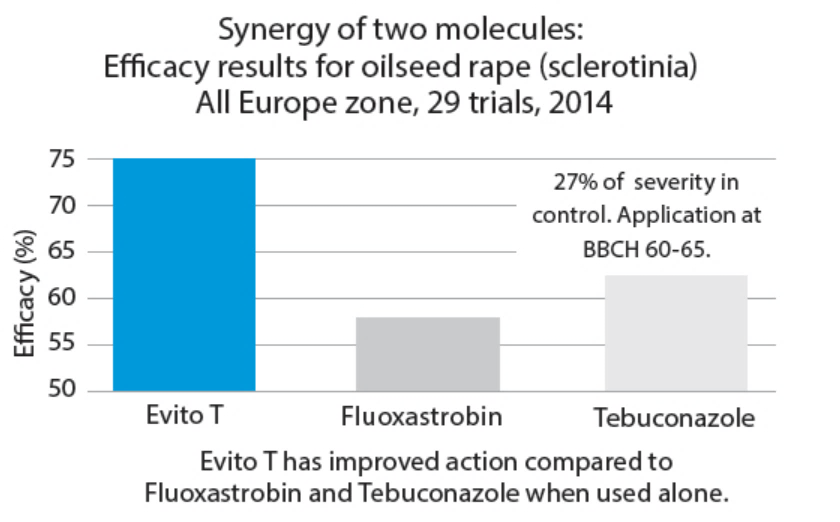 Synergy of two molecules:
Efficacy results for oilseed rape (sclerotinia)
All Europe zone, 29 trials, 2014
75
70
65
60
55
50
Efficacy (%)
27% of severity in
control. Application at
BBCH 60-65.
Evito T
Fluoxastrobin
Tebuconazole
Evito T has improved action compared to
Fluoxastrobin and Tebuconazole when used alone.